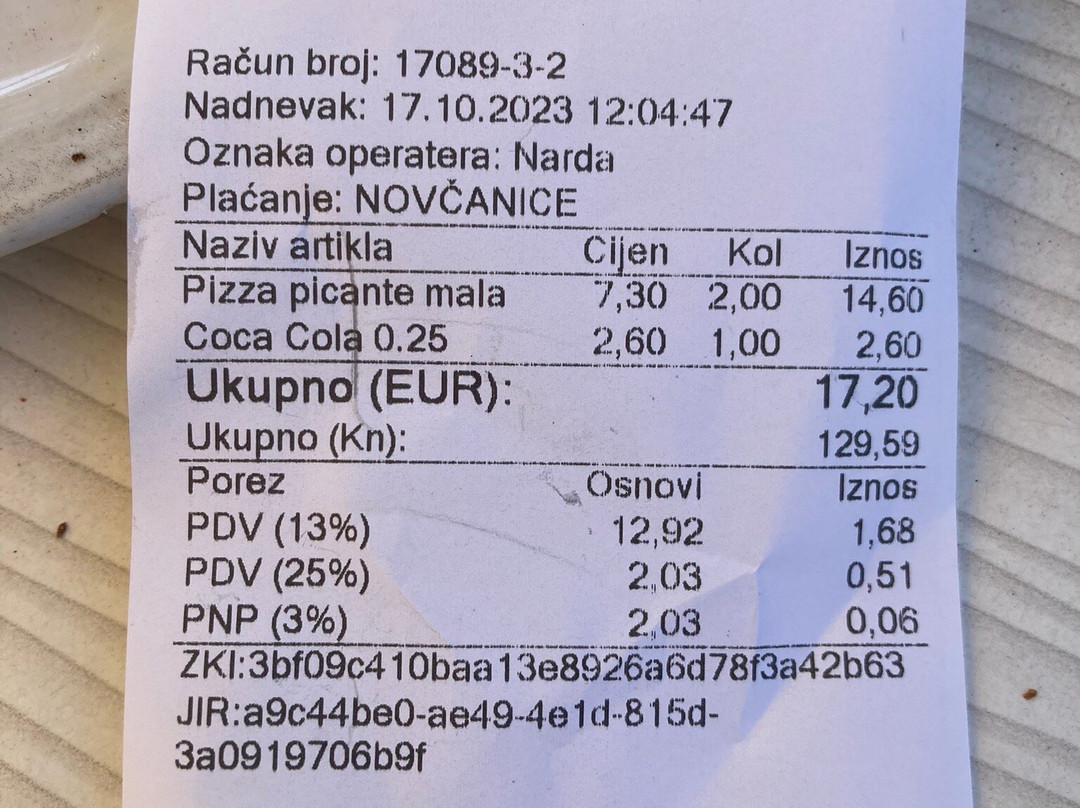 Račun broj: 17089-3-2
Nadnevak: 17.10.2023 12:04:47
Oznaka operatera: Narda
Plaćanje: NOVČANICE
Naziv artikla Cijen Kol Iznos
Pizza picante mala 7,30 2,00 14,60
Coca Cola 0.25 2,60 1,00 2,60
Ukupno (EUR): 17,20
Ukupno (Kn): 129,59
Porez Osnovi Iznos
PDV (13%) 12,92 1,68
PDV (25%) 2,03 0,51
PNP (3%) 2,03 0,06
ZKI:3bf09c410baa13e8926a6d78f3a42b63
JIR:a9c44be0-ae49-4e1d-815d-
3a0919706b9f